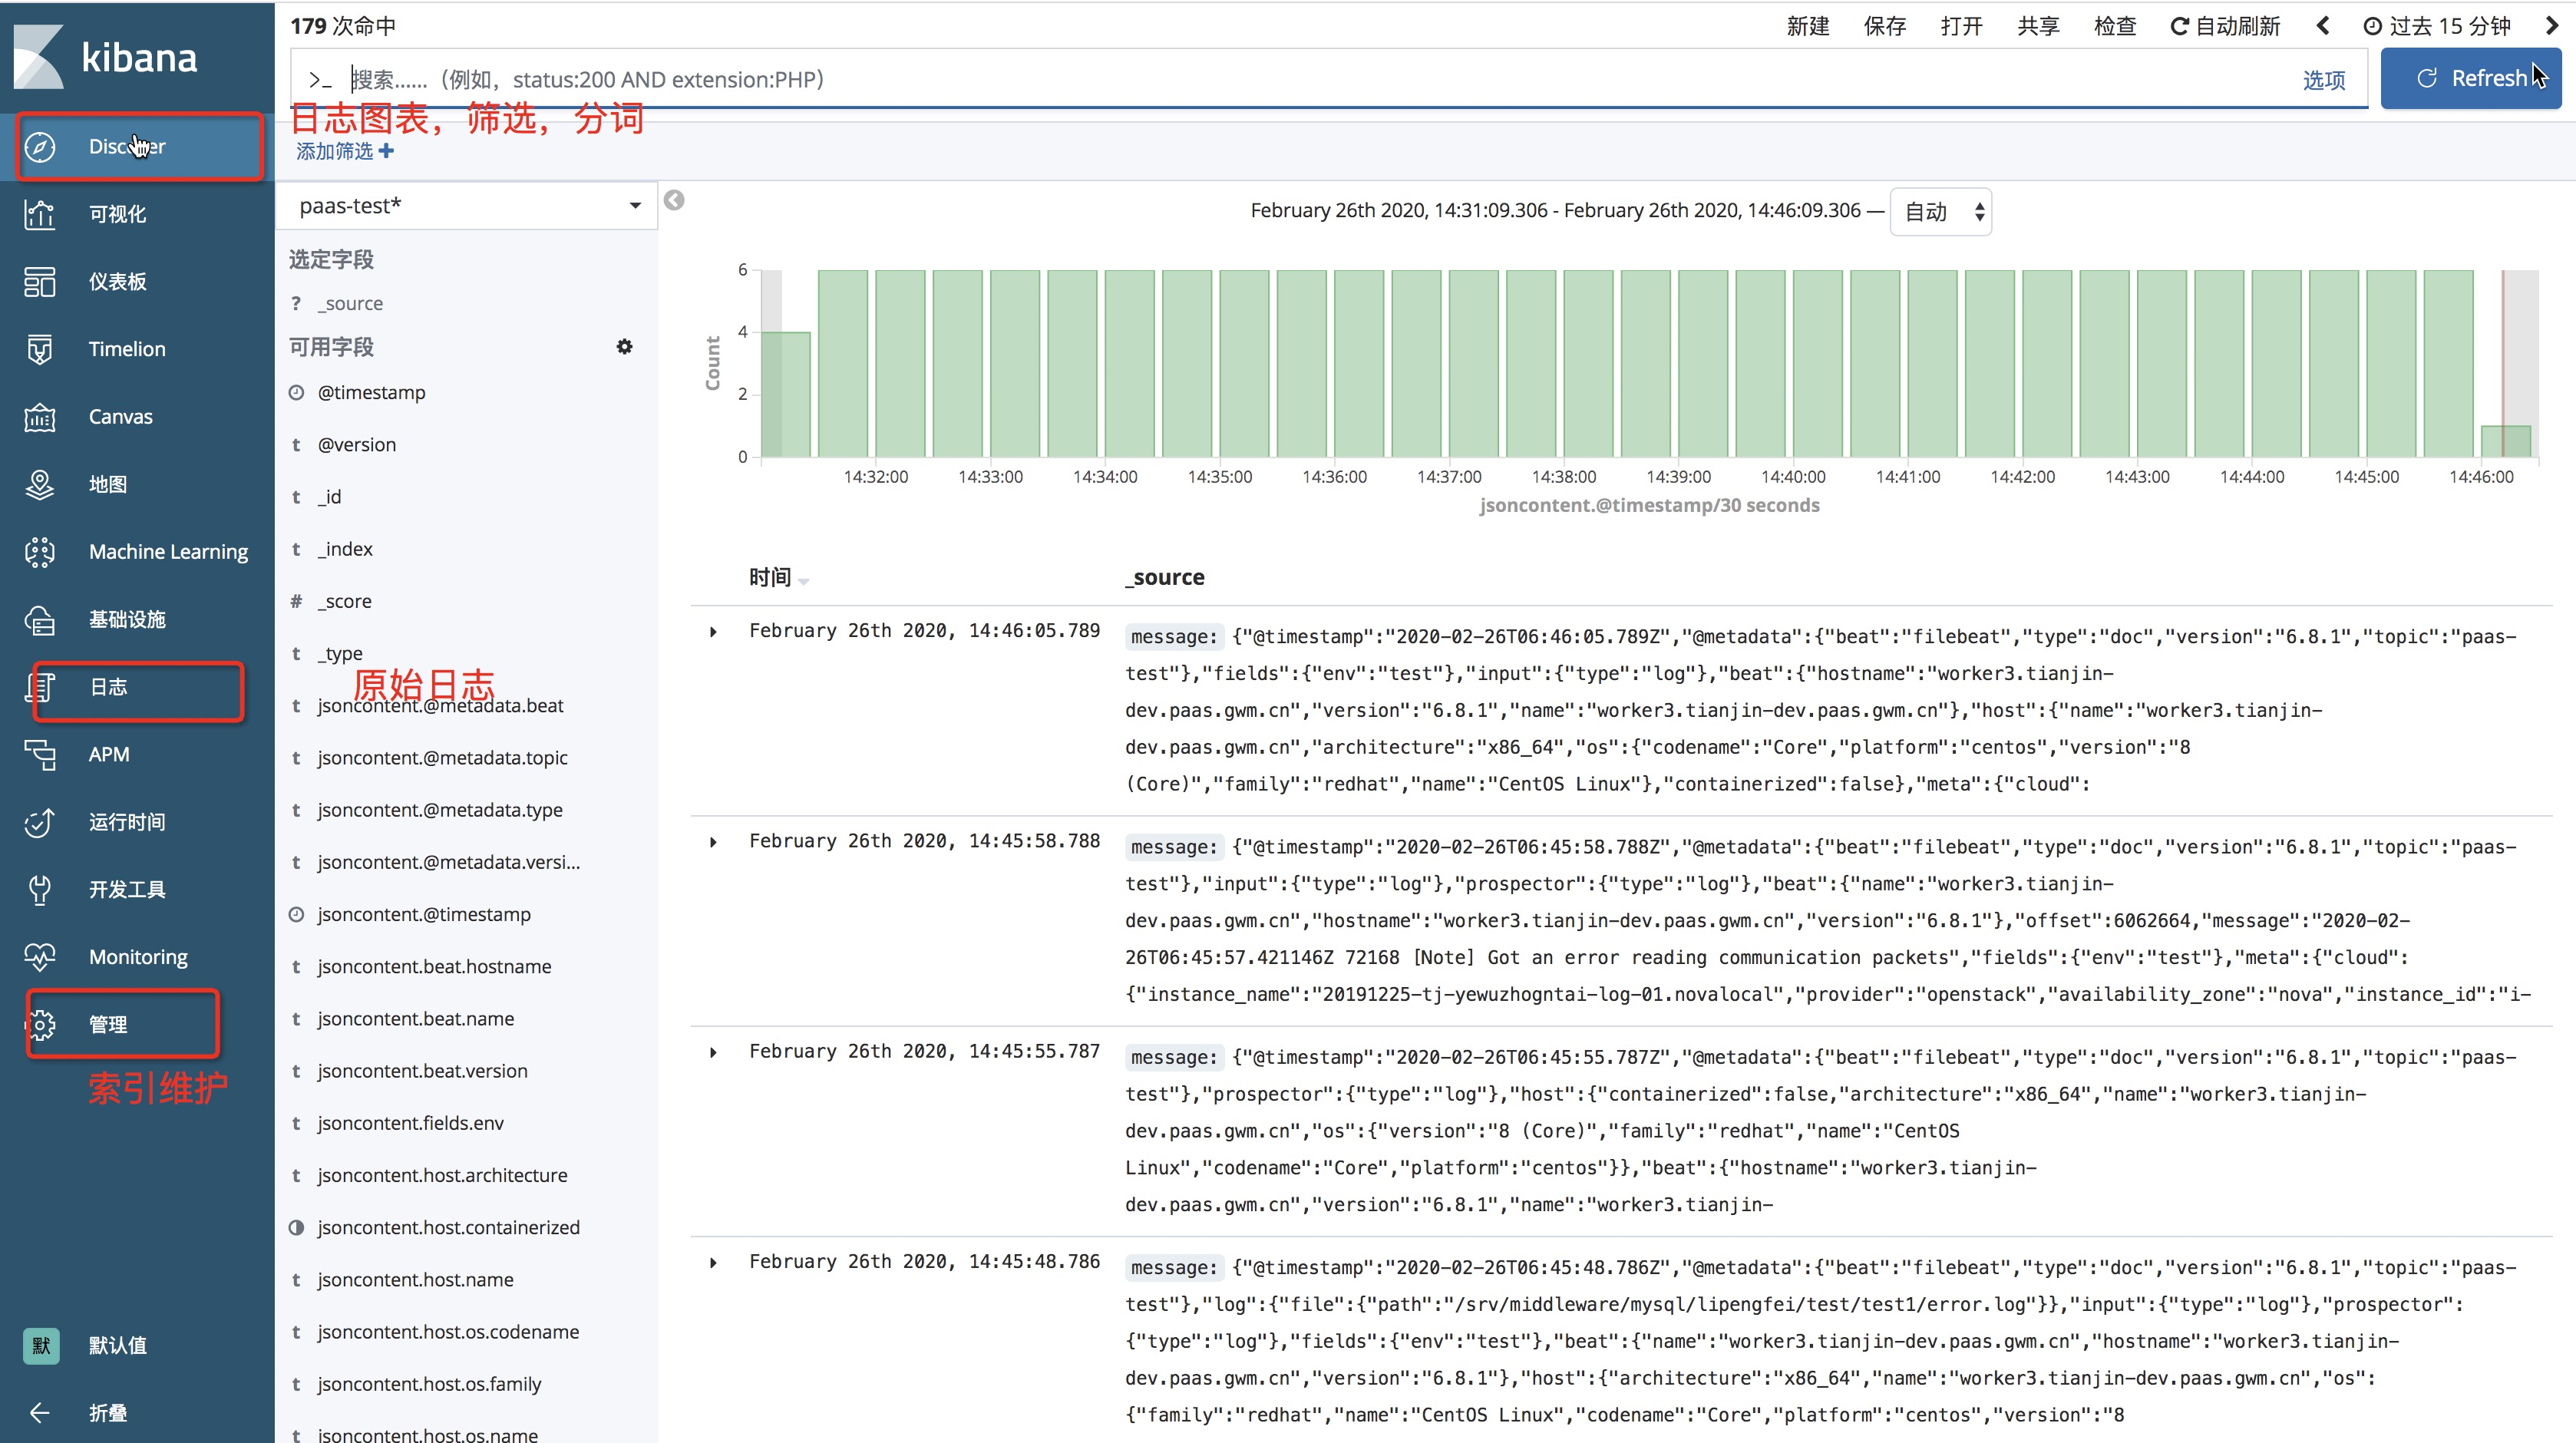 kibana
Discover
可视化
仪表板
Timelion
Canvas
地图
Machine Learning
基础设施
日志
APM
运行时间
开发工具
Monitoring
管理
索引维护
默 默认值
折叠
179 次命中
新建 保存 打开 共享 检查 自动刷新 过去 15 分钟
>_ 搜索……（例如，status:200 AND extension:PHP） 选项 Refresh
日志图表，筛选，分词
添加筛选
paas-test*
选定字段
? _source
可用字段
@timestamp
t @version
t _id
t _index
# _score
t _type
原始日志
t jsoncontent.@metadata.beat
t jsoncontent.@metadata.topic
t jsoncontent.@metadata.type
t jsoncontent.@metadata.versi...
jsoncontent.@timestamp
t jsoncontent.beat.hostname
t jsoncontent.beat.name
t jsoncontent.beat.version
t jsoncontent.fields.env
t jsoncontent.host.architecture
jsoncontent.host.containerized
t jsoncontent.host.name
t jsoncontent.host.os.codename
t jsoncontent.host.os.family
t jsoncontent.host.os.name
February 26th 2020, 14:31:09.306 - February 26th 2020, 14:46:09.306 — 自动
Count
6
4
2
0
14:32:00 14:33:00 14:34:00 14:35:00 14:36:00 14:37:00 14:38:00 14:39:00 14:40:00 14:41:00 14:42:00 14:43:00 14:44:00 14:45:00 14:46:00
jsoncontent.@timestamp/30 seconds
时间 _source
February 26th 2020, 14:46:05.789 message: {"@timestamp":"2020-02-26T06:46:05.789Z","@metadata":{"beat":"filebeat","type":"doc","version":"6.8.1","topic":"paas-
test"},"fields":{"env":"test"},"input":{"type":"log"},"beat":{"hostname":"worker3.tianjin-
dev.paas.gwm.cn","version":"6.8.1","name":"worker3.tianjin-dev.paas.gwm.cn"},"host":{"name":"worker3.tianjin-
dev.paas.gwm.cn","architecture":"x86_64","os":{"codename":"Core","platform":"centos","version":"8
(Core)","family":"redhat","name":"CentOS Linux"},"containerized":false},"meta":{"cloud":
February 26th 2020, 14:45:58.788 message: {"@timestamp":"2020-02-26T06:45:58.788Z","@metadata":{"beat":"filebeat","type":"doc","version":"6.8.1","topic":"paas-
test"},"input":{"type":"log"},"prospector":{"type":"log"},"beat":{"name":"worker3.tianjin-
dev.paas.gwm.cn","hostname":"worker3.tianjin-dev.paas.gwm.cn","version":"6.8.1"},"offset":6062664,"message":"2020-02-
26T06:45:57.421146Z 72168 [Note] Got an error reading communication packets","fields":{"env":"test"},"meta":{"cloud":
{"instance_name":"20191225-tj-yewuzhogntai-log-01.novalocal","provider":"openstack","availability_zone":"nova","instance_id":"i-
February 26th 2020, 14:45:55.787 message: {"@timestamp":"2020-02-26T06:45:55.787Z","@metadata":{"beat":"filebeat","type":"doc","version":"6.8.1","topic":"paas-
test"},"prospector":{"type":"log"},"host":{"containerized":false,"architecture":"x86_64","name":"worker3.tianjin-
dev.paas.gwm.cn","os":{"version":"8 (Core)","family":"redhat","name":"CentOS
Linux","codename":"Core","platform":"centos"}},"beat":{"hostname":"worker3.tianjin-
dev.paas.gwm.cn","version":"6.8.1","name":"worker3.tianjin-
February 26th 2020, 14:45:48.786 message: {"@timestamp":"2020-02-26T06:45:48.786Z","@metadata":{"beat":"filebeat","type":"doc","version":"6.8.1","topic":"paas-
test"},"log":{"file":{"path":"/srv/middleware/mysql/lipengfei/test/test1/error.log"}},"input":{"type":"log"},"prospector":
{"type":"log"},"fields":{"env":"test"},"beat":{"name":"worker3.tianjin-dev.paas.gwm.cn","hostname":"worker3.tianjin-
dev.paas.gwm.cn","version":"6.8.1"},"host":{"architecture":"x86_64","name":"worker3.tianjin-dev.paas.gwm.cn","os":
{"family":"redhat","name":"CentOS Linux","codename":"Core","platform":"centos","version":"8